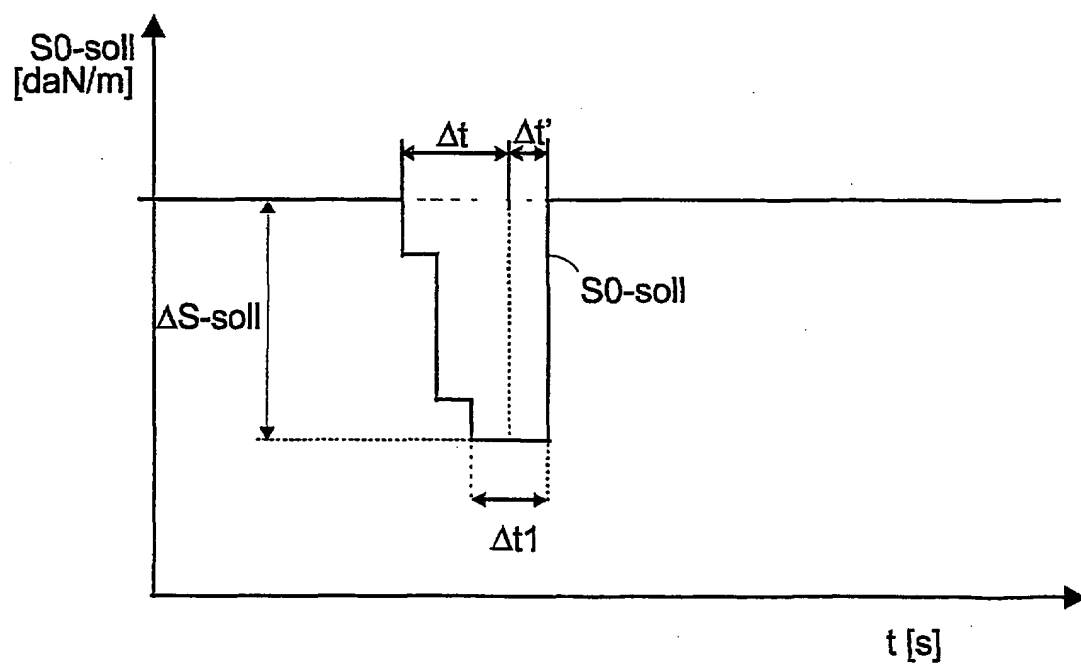 S0-soll
[daN/m]
Δt
Δt'
S0-soll
ΔS-soll
Δt1
t [s]